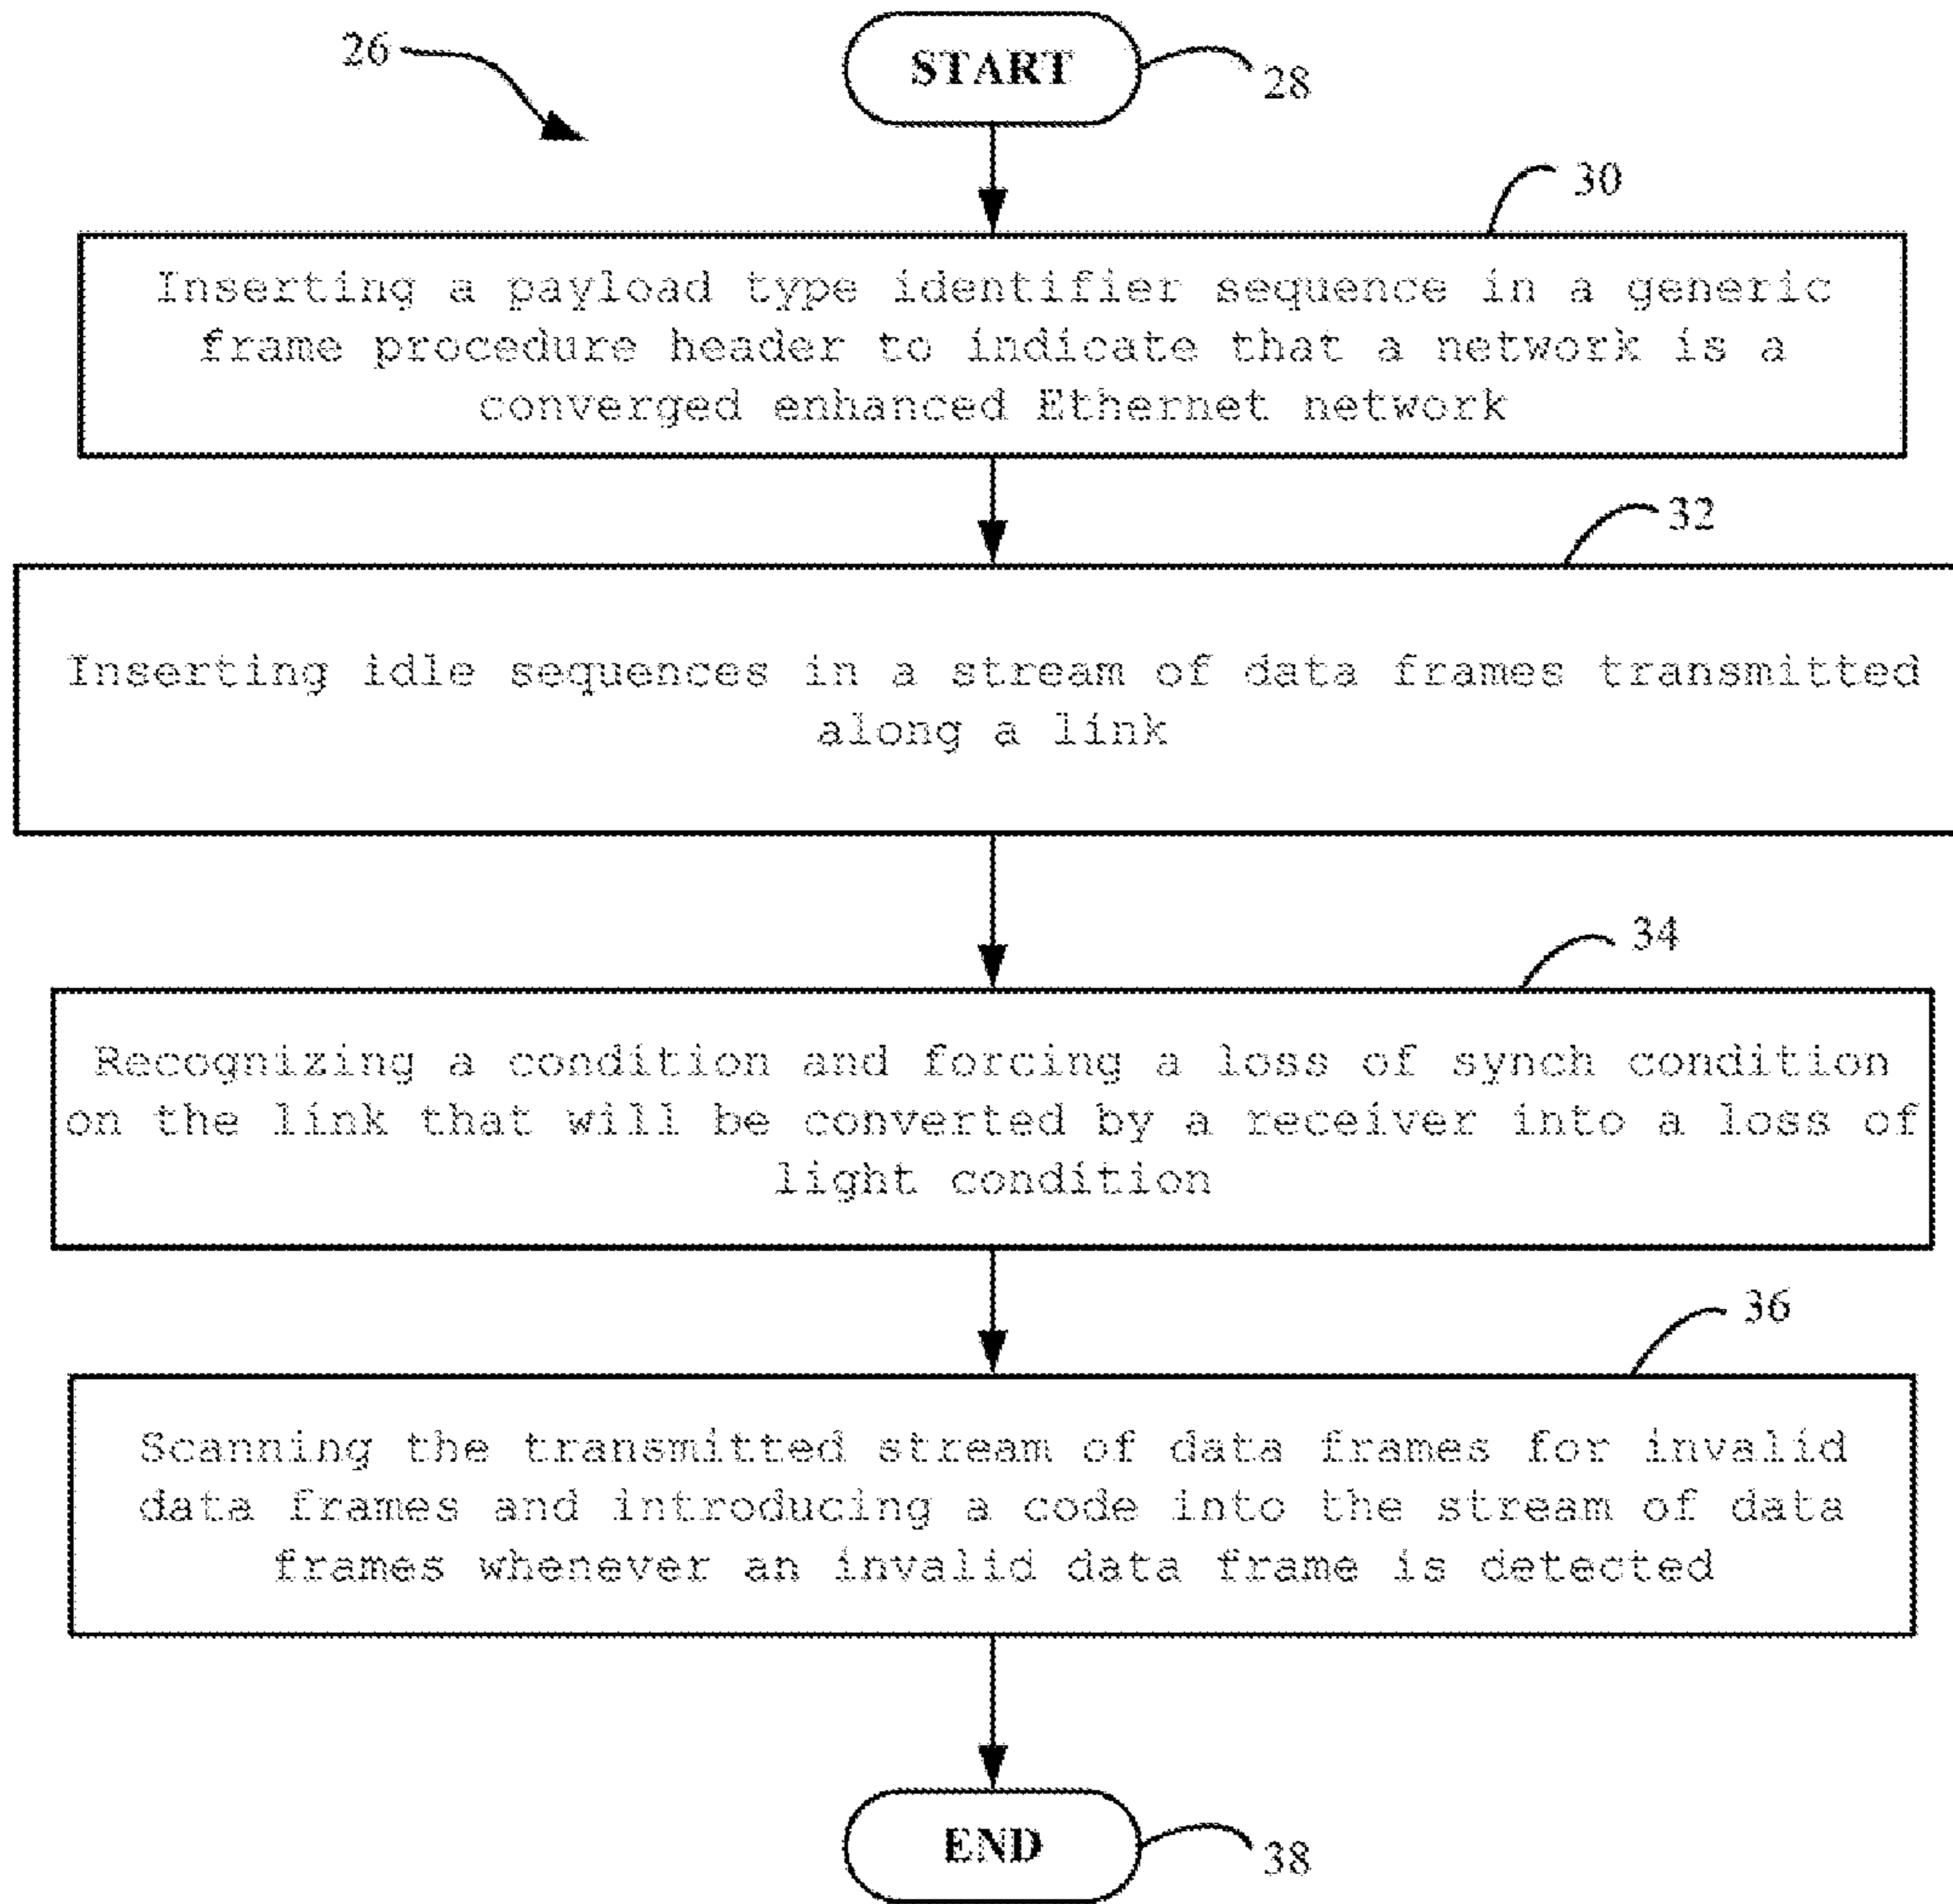 26
START
28
30
Inserting a payload type identifier sequence in a generic
frame procedure header to indicate that a network is a
converged enhanced Ethernet network
32
Inserting idle sequences in a stream of data frames transmitted
along a link
34
Recognizing a condition and forcing a loss of synch condition
on the link that will be converted by a receiver into a loss of
light condition
36
Scanning the transmitted stream of data frames for invalid
data frames and introducing a code into the stream of data
frames whenever an invalid data frame is detected
END
38